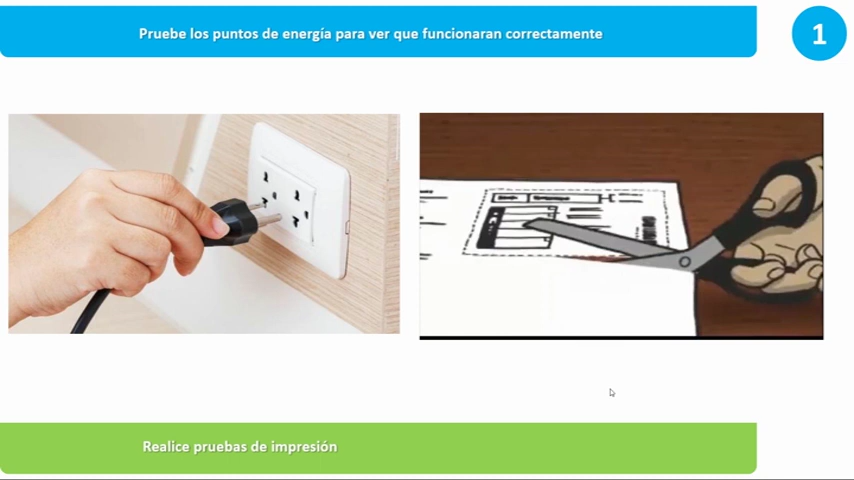 Pruebe los puntos de energía para ver que funcionaran correctamente
1
Realice pruebas de impresión